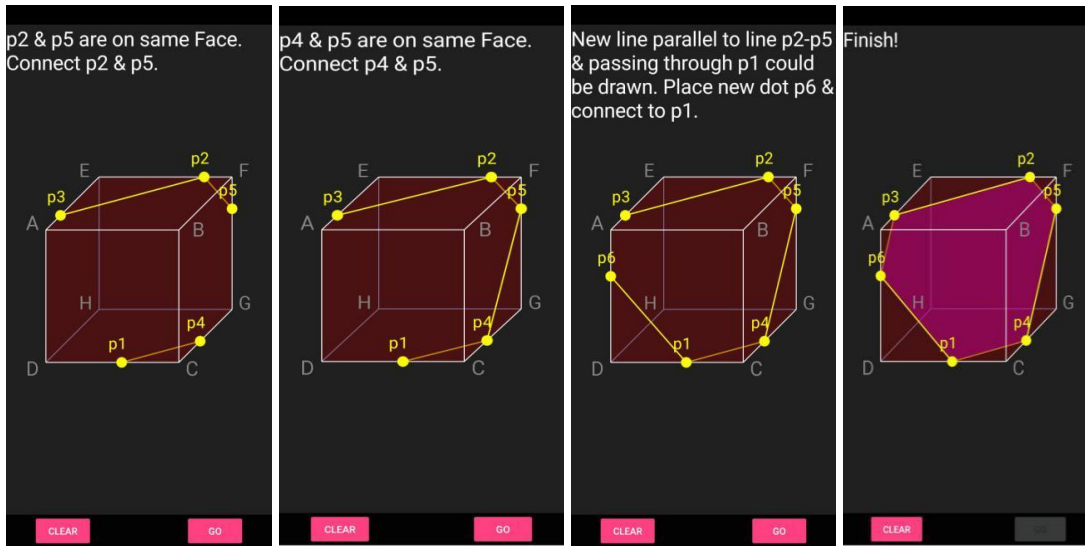 p2 & p5 are on same Face.
Connect p2 & p5.
E
p2
F
p3
p5
A
B
H
G
p4
p1
D
C
CLEAR
GO
p4 & p5 are on same Face.
Connect p4 & p5.
E
p2
F
p3
p5
A
B
H
G
p4
p1
D
C
CLEAR
GO
New line parallel to line p2-p5
& passing through p1 could
be drawn. Place new dot p6 &
connect to p1.
E
p2
F
p3
p5
A
B
p6
H
G
p4
p1
D
C
CLEAR
GO
Finish!
E
p2
F
p3
p5
A
B
p6
H
G
p4
p1
D
C
CLEAR
GO